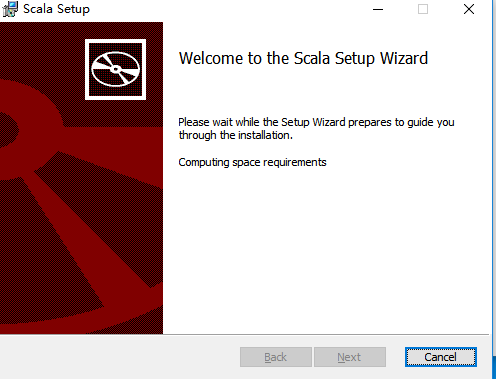 Scala Setup
Welcome to the Scala Setup Wizard
Please wait while the Setup Wizard prepares to guide you
through the installation.
Computing space requirements
Back
Next
Cancel